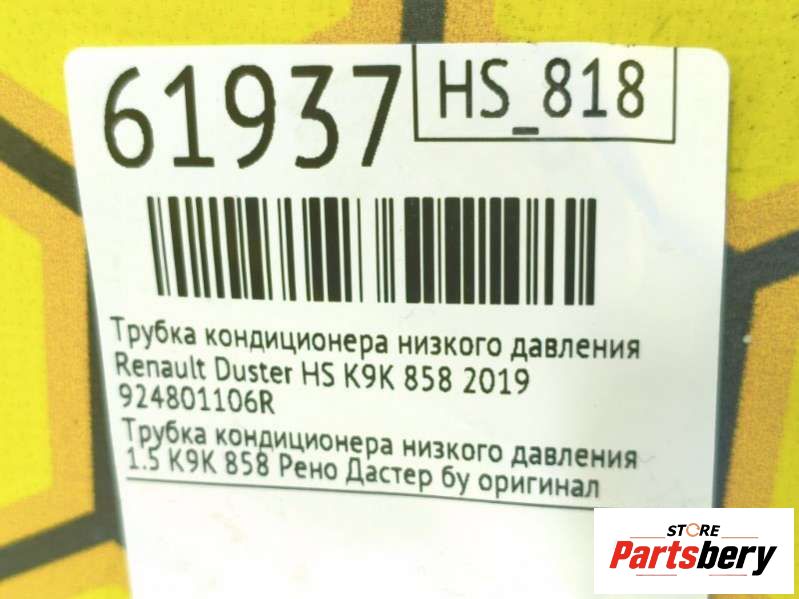 61937
HS_818
Трубка кондиционера низкого давления
Renault Duster HS K9K 858 2019
924801106R
Трубка кондиционера низкого давления
1.5 K9K 858 Рено Дастер бу оригинал
STORE
Partsbery